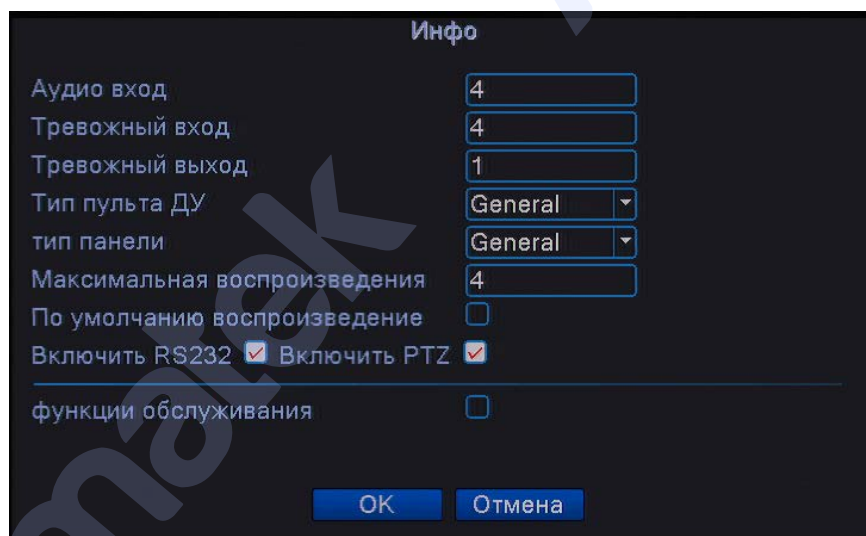 Инфо
Аудио вход 4
Тревожный вход 4
Тревожный выход 1
Тип пульта ДУ General
тип панели General
Максимальная воспроизведения 4
По умолчанию воспроизведение
Включить RS232 Включить PTZ
функции обслуживания
OK Отмена
matek